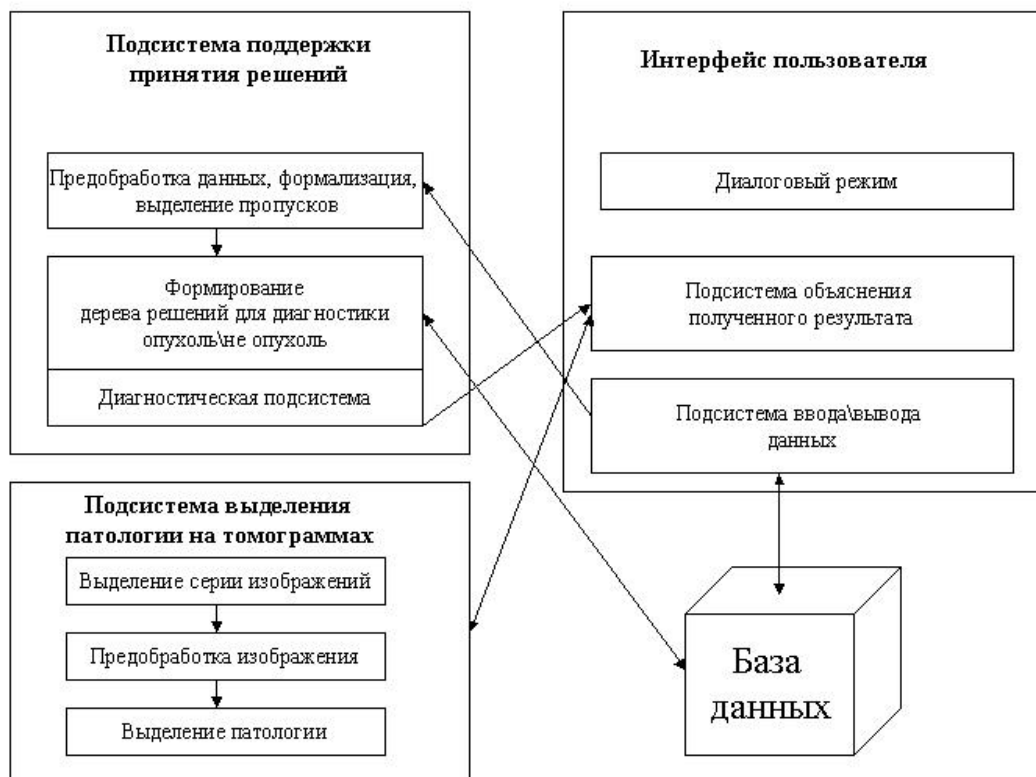 Подсистема поддержки
принятия решений
Предобработка данных, формализация,
выделение пропусков
Формирование
дерева решений для диагностики
опухоль\не опухоль
Диагностическая подсистема
Интерфейс пользователя
Диалоговый режим
Подсистема объяснения
полученного результата
Подсистема ввода\вывода
данных
Подсистема выделения
патологии на томограммах
Выделение серии изображений
Предобработка изображения
Выделение патологии
База
данных